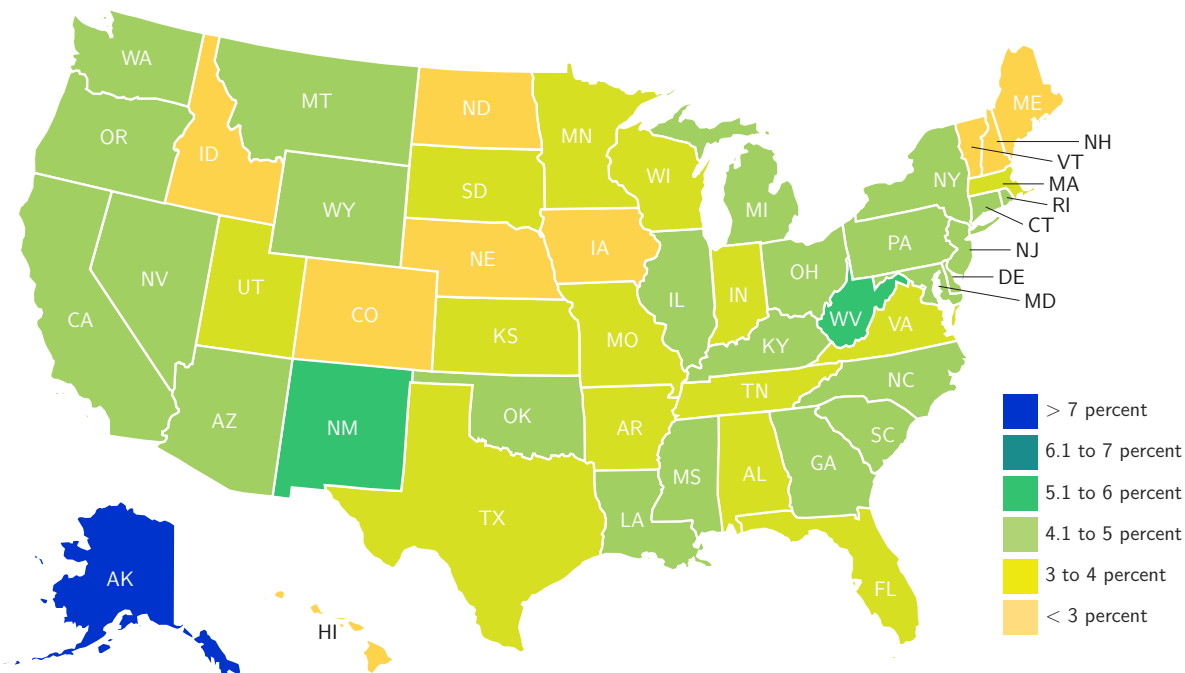 WA
MT
ND
MN
ME
OR
ID
NH
VT
WI
SD
NY
MA
WY
MI
RI
CT
PA
NJ
IA
NE
OH
DE
NV
UT
IL
IN
MD
CO
WV
CA
VA
KS
MO
KY
NC
TN
AZ
NM
OK
AR
SC
> 7 percent
GA
6.1 to 7 percent
MS
AL
5.1 to 6 percent
TX
LA
4.1 to 5 percent
AK
3 to 4 percent
FL
HI
< 3 percent